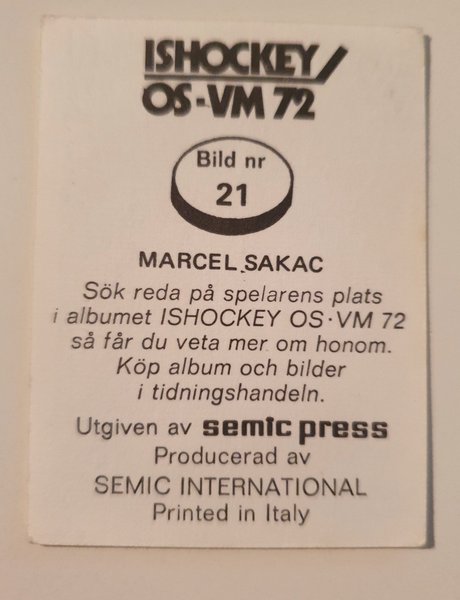 ISHOCKEY/
OS-VM 72
Bild nr
21
MARCEL SAKAC
Sök reda på spelarens plats
i albumet ISHOCKEY OS·VM 72
så får du veta mer om honom.
Köp album och bilder
i tidningshandeln.
Utgiven av semic press
Producerad av
SEMIC INTERNATIONAL
Printed in Italy